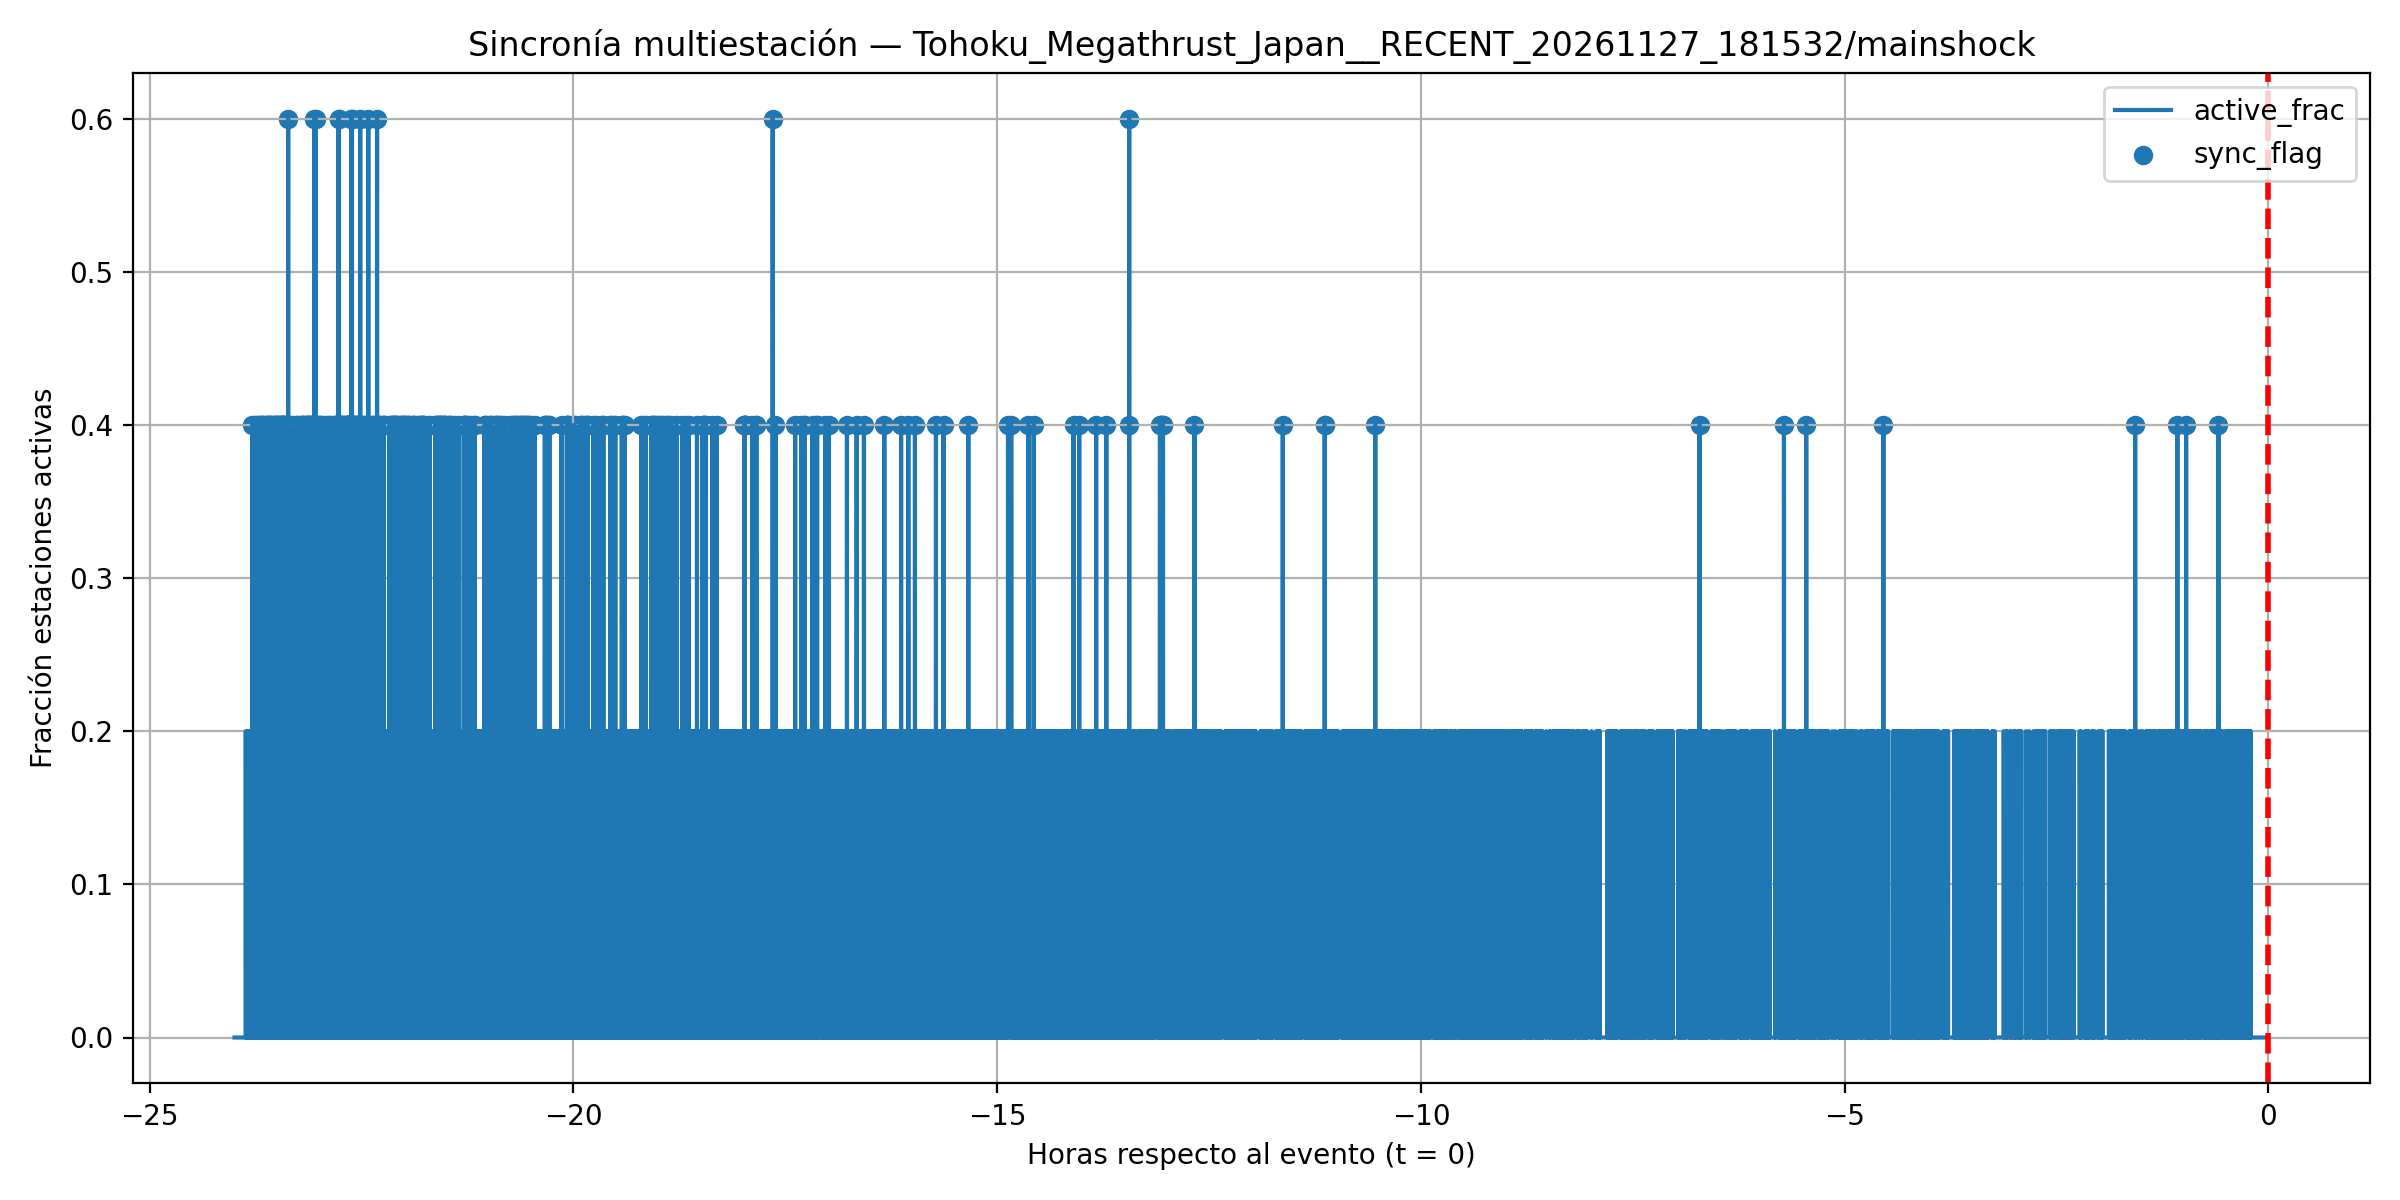 Sincronía multiestación — Tohoku_Megathrust_Japan__RECENT_20261127_181532/mainshock
active_frac
sync_flag
Fracción estaciones activas
0.6
0.5
0.4
0.3
0.2
0.1
0.0
−25
−20
−15
−10
−5
0
Horas respecto al evento (t = 0)